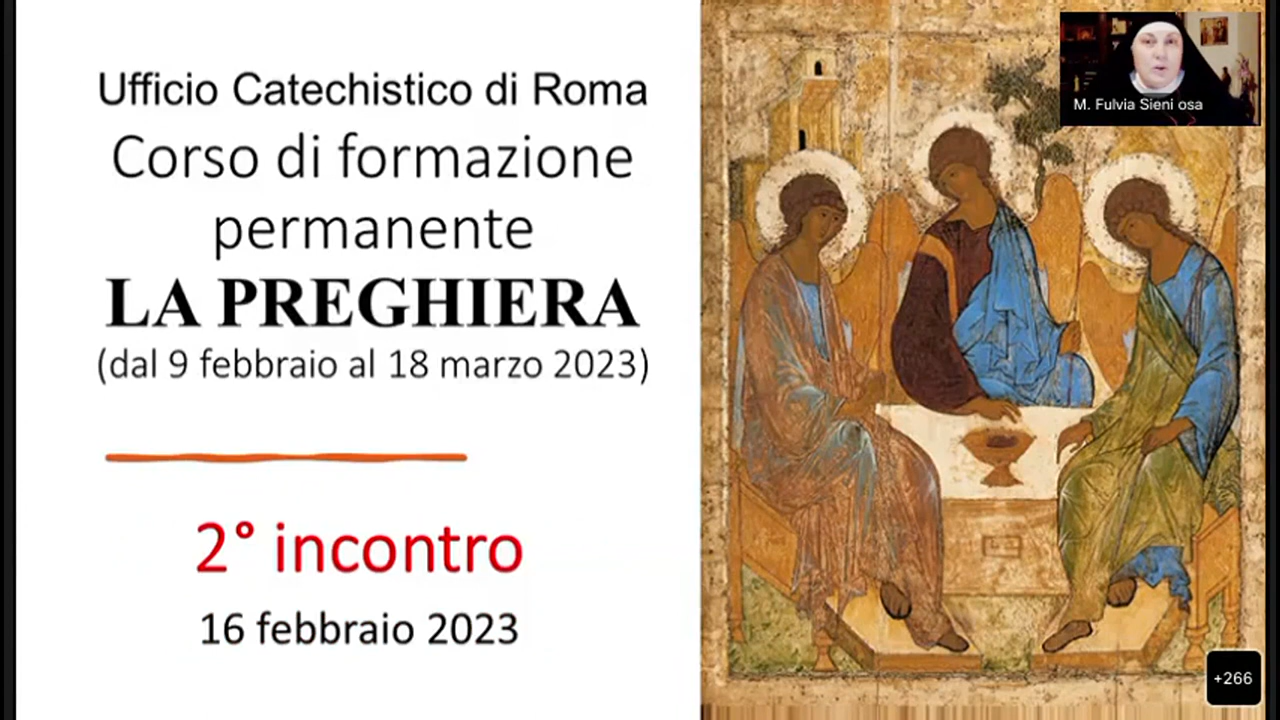 Ufficio Catechistico di Roma
Corso di formazione
permanente
LA PREGHIERA
(dal 9 febbraio al 18 marzo 2023)
2° incontro
16 febbraio 2023
M. Fulvia Sieni osa
+266